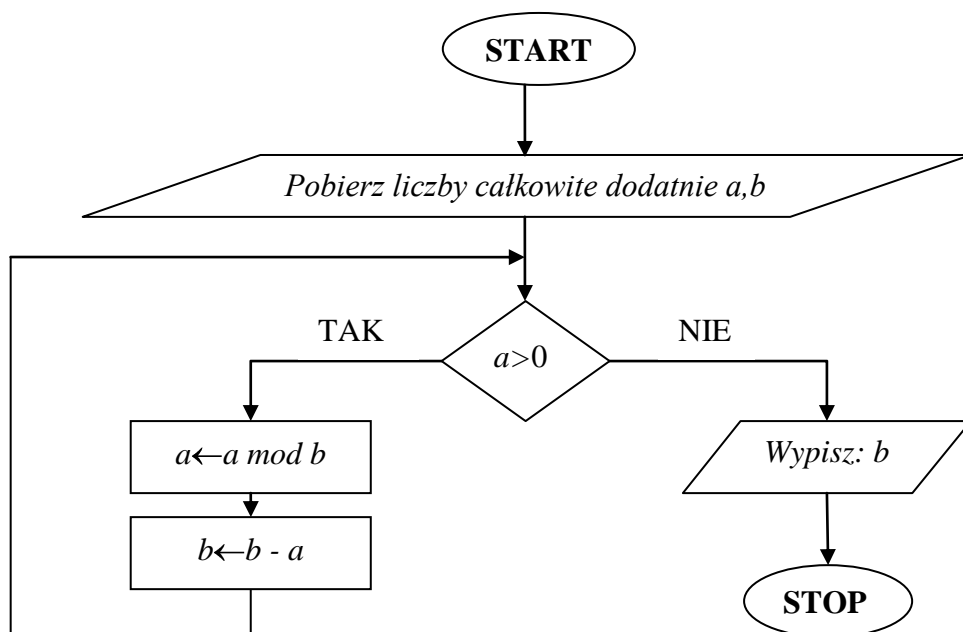 START
Pobierz liczby całkowite dodatnie a,b
TAK
NIE
a>0
a←a mod b
Wypisz: b
b←b - a
STOP